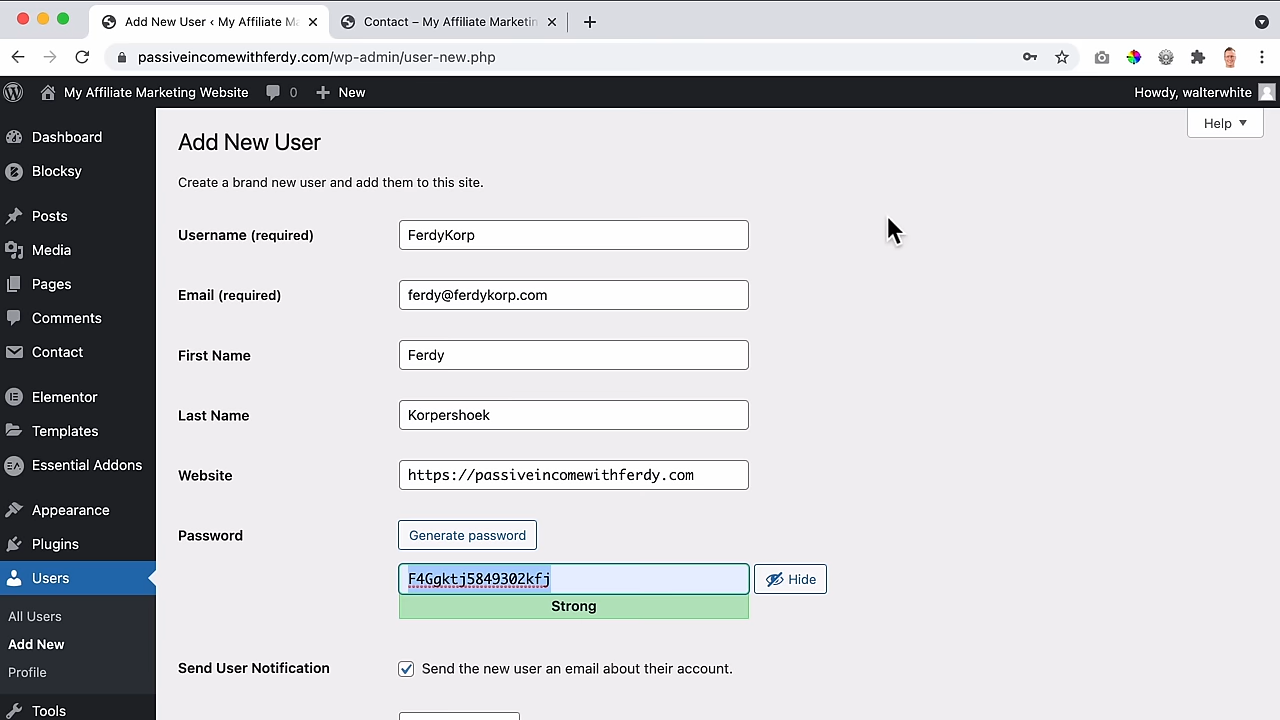 Add New User ‹ My Affiliate Ma
Contact – My Affiliate Marketin
passiveincomewithferdy.com/wp-admin/user-new.php
My Affiliate Marketing Website 0 New
Howdy, walterwhite
Help
Dashboard
Blocksy
Posts
Media
Pages
Comments
Contact
Elementor
Templates
Essential Addons
Appearance
Plugins
Users
All Users
Add New
Profile
Tools
Add New User
Create a brand new user and add them to this site.
Username (required) FerdyKorp
Email (required) ferdy@ferdykorp.com
First Name Ferdy
Last Name Korpershoek
Website https://passiveincomewithferdy.com
Password Generate password
F4Ggktj5849302kfj Hide
Strong
Send User Notification Send the new user an email about their account.